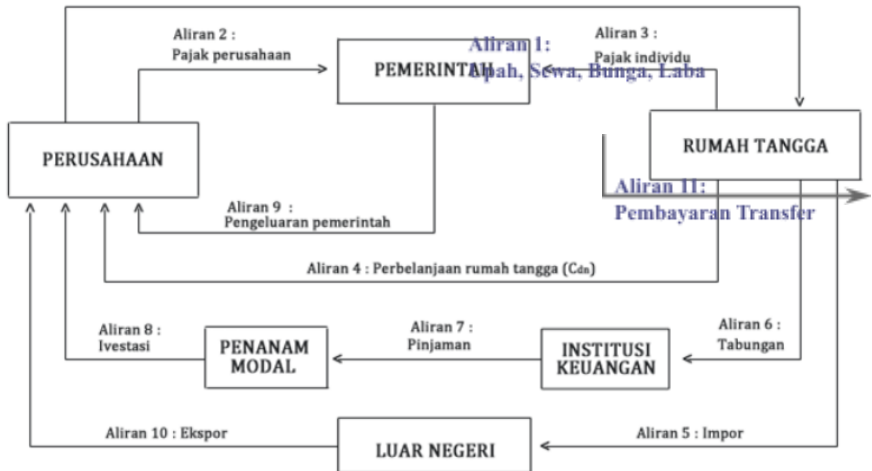 Aliran 2 :
Pajak perusahaan
PEMERINTAH
Aliran 1:
Upah, Sewa, Bunga, Laba
Aliran 3 :
Pajak individu
PERUSAHAAN
RUMAH TANGGA
Aliran 11:
Pembayaran Transfer
Aliran 9 :
Pengeluaran pemerintah
Aliran 4 : Perbelanjaan rumah tangga (Cdn)
Aliran 8 :
Ivestasi
PENANAM
MODAL
Aliran 7 :
Pinjaman
INSTITUSI
KEUANGAN
Aliran 6 :
Tabungan
Aliran 10 : Ekspor
LUAR NEGERI
Aliran 5 : Impor